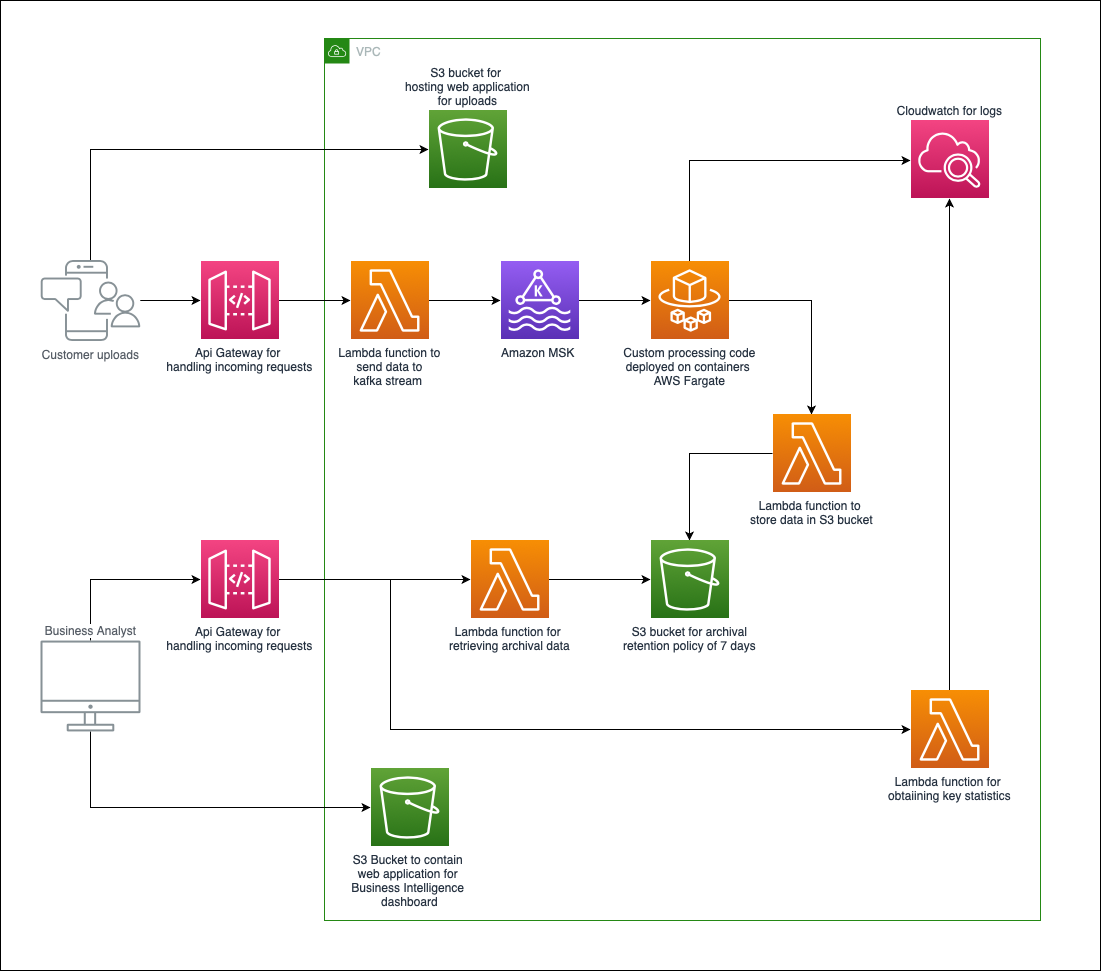 VPC
S3 bucket for
hosting web application
for uploads
Cloudwatch for logs
Customer uploads
Api Gateway for
handling incoming requests
</>
Lambda function to
send data to
kafka stream
K
Amazon MSK
Custom processing code
deployed on containers
AWS Fargate
Lambda function to
store data in S3 bucket
Business Analyst
Api Gateway for
handling incoming requests
</>
Lambda function for
retrieving archival data
S3 bucket for archival
retention policy of 7 days
Lambda function for
obtaiining key statistics
S3 Bucket to contain
web application for
Business Intelligence
dashboard